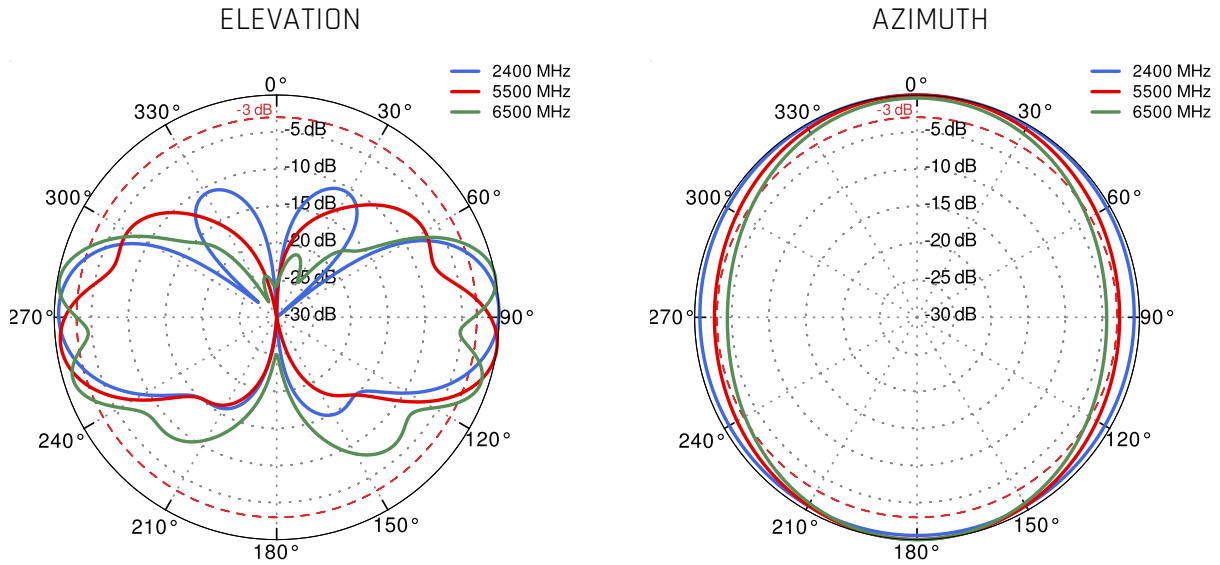 ELEVATION
2400 MHz
5500 MHz
6500 MHz
0°
-3 dB
330°
30°
-5 dB
-10 dB
300°
60°
-15 dB
-20 dB
-25 dB
270°
-30 dB
90°
240°
120°
210°
150°
180°
AZIMUTH
2400 MHz
5500 MHz
6500 MHz
0°
-3 dB
330°
30°
-5 dB
-10 dB
300°
60°
-15 dB
-20 dB
-25 dB
270°
-30 dB
90°
240°
120°
210°
150°
180°